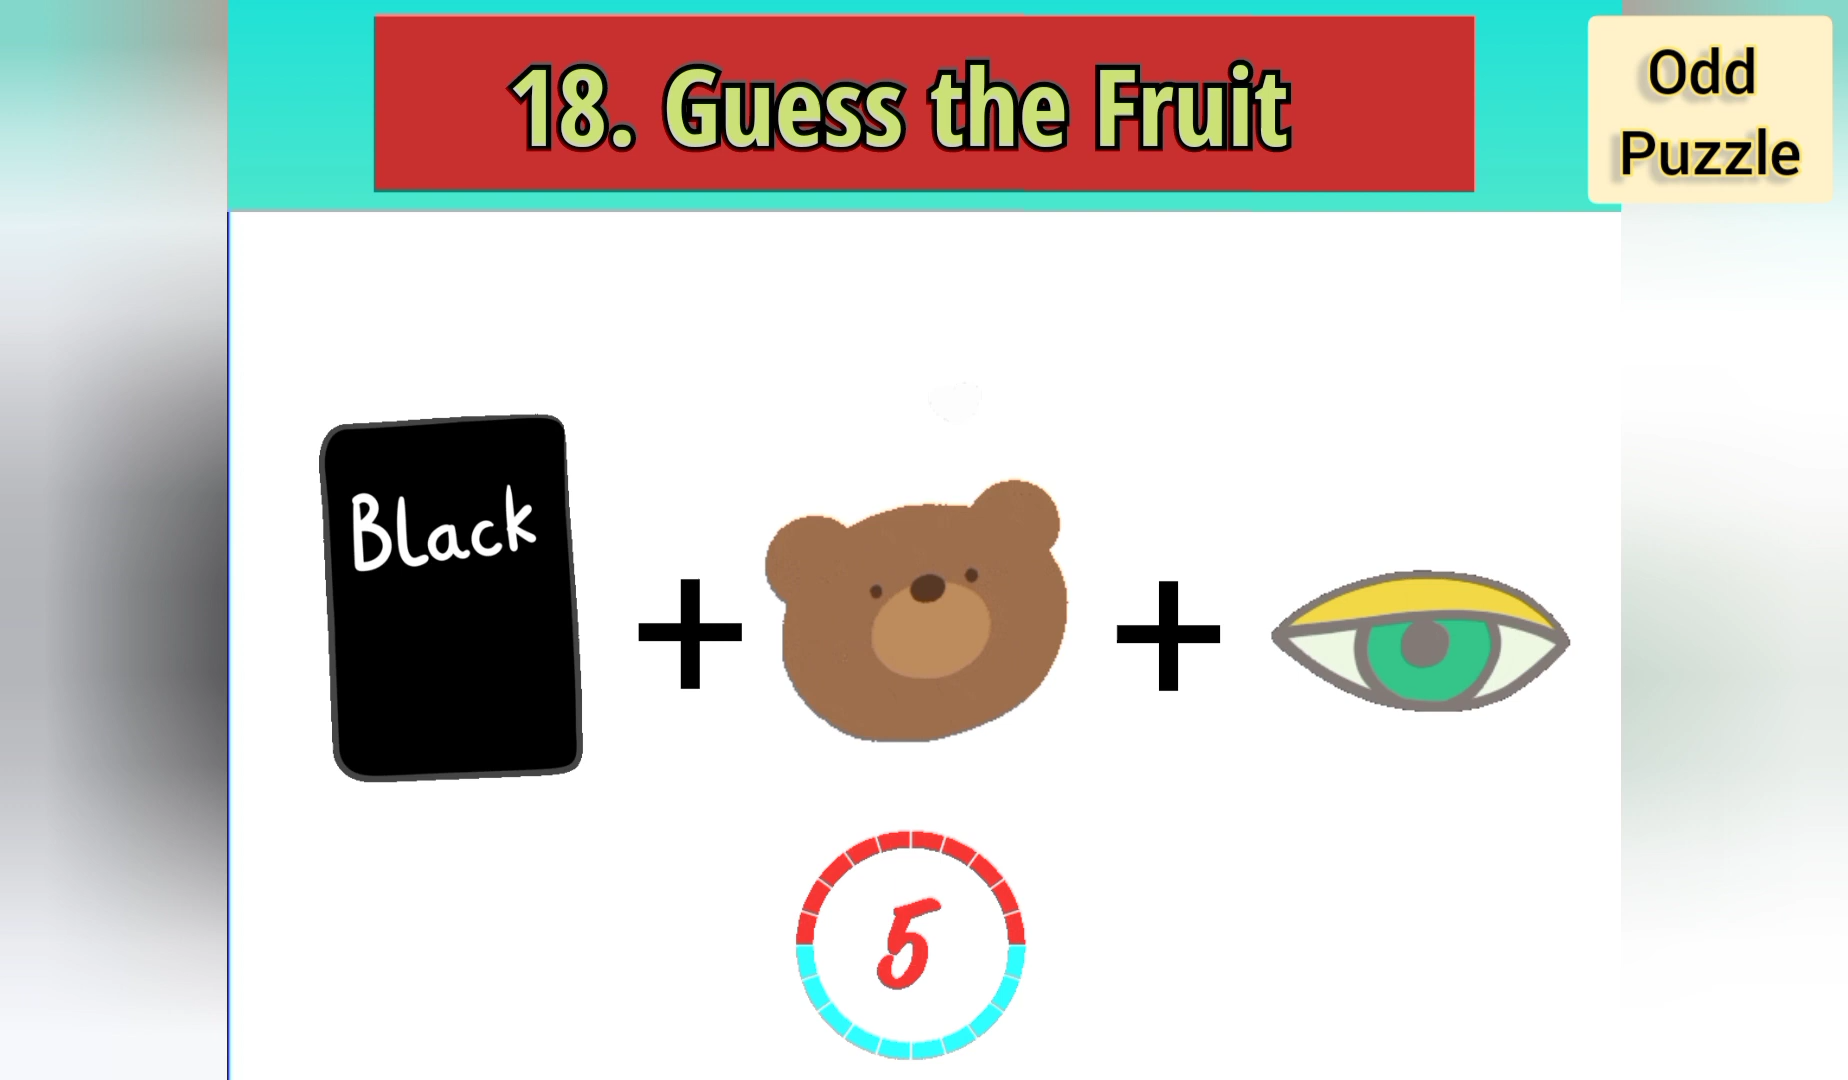 18. Guess the Fruit
Odd
Puzzle
Black
+
+
5